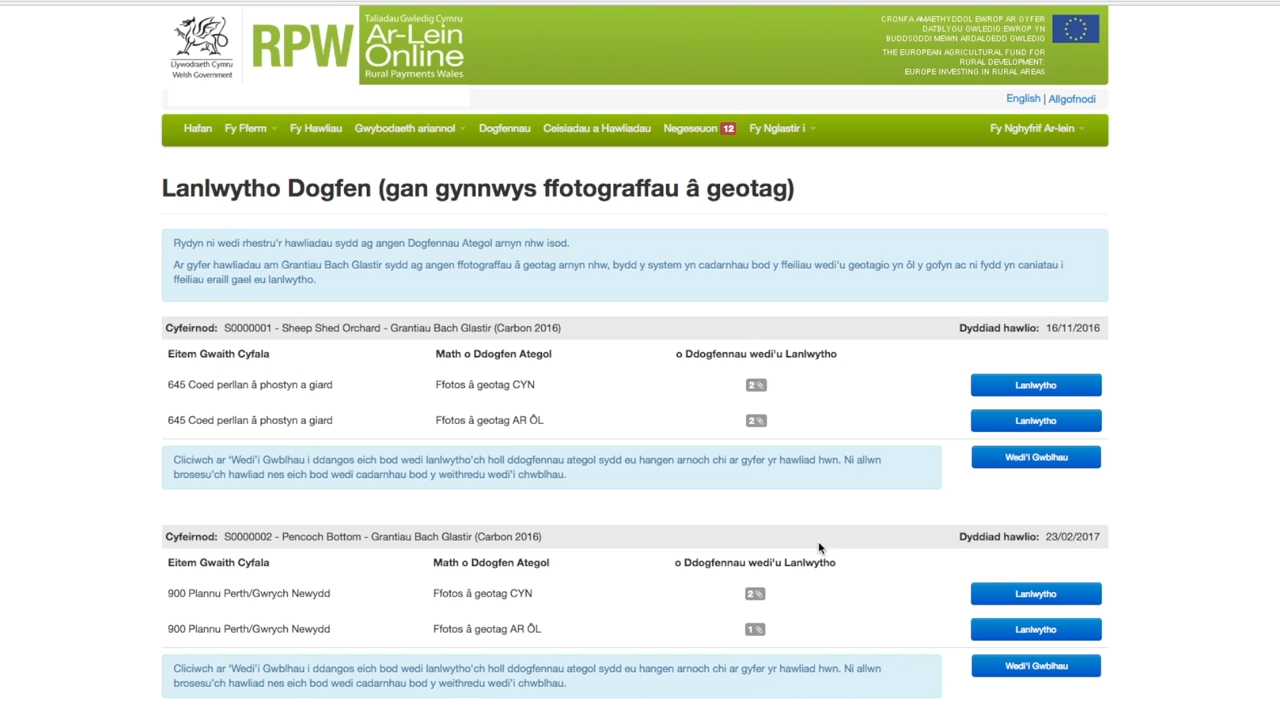 Llywodraeth Cymru
Welsh Government
RPW
Taliadau Gwledig Cymru
Ar-Lein
Online
Rural Payments Wales
CRONFA AMAETHYDDOL EWROP AR GYFER
DATBLYGU GWLEDIG:EWROP YN
BUDDSODDI MEWN ARDALOEDD GWLEDIG
THE EUROPEAN AGRICULTURAL FUND FOR
RURAL DEVELOPMENT:
EUROPE INVESTING IN RURAL AREAS
English | Allgofnodi
Hafan Fy Fferm Fy Hawliau Gwybodaeth ariannol Dogfennau Ceisiadau a Hawliadau Negeseuon 12 Fy Nglastir i Fy Nghyfrif Ar-lein
Lanlwytho Dogfen (gan gynnwys ffotograffau â geotag)
Rydyn ni wedi rhestru'r hawliadau sydd ag angen Dogfennau Ategol arnyn nhw isod.
Ar gyfer hawliadau am Grantiau Bach Glastir sydd ag angen ffotograffau â geotag arnyn nhw, bydd y system yn cadarnhau bod y ffeiliau wedi'u geotagio yn ôl y gofyn ac ni fydd yn caniatau i
ffeiliau eraill gael eu lanlwytho.
Cyfeirnod: S0000001 - Sheep Shed Orchard - Grantiau Bach Glastir (Carbon 2016) Dyddiad hawlio: 16/11/2016
Eitem Gwaith Cyfala Math o Ddogfen Ategol o Ddogfennau wedi'u Lanlwytho
645 Coed perllan â phostyn a giard Ffotos â geotag CYN 2 Lanlwytho
645 Coed perllan â phostyn a giard Ffotos â geotag AR ÔL 2 Lanlwytho
Cliciwch ar 'Wedi'i Gwblhau i ddangos eich bod wedi lanlwytho'ch holl ddogfennau ategol sydd eu hangen arnoch chi ar gyfer yr hawliad hwn. Ni allwn
brosesu'ch hawliad nes eich bod wedi cadarnhau bod y weithredu wedi'i chwblhau.
Wedi'i Gwblhau
Cyfeirnod: S0000002 - Pencoch Bottom - Grantiau Bach Glastir (Carbon 2016) Dyddiad hawlio: 23/02/2017
Eitem Gwaith Cyfala Math o Ddogfen Ategol o Ddogfennau wedi'u Lanlwytho
900 Plannu Perth/Gwrych Newydd Ffotos â geotag CYN 2 Lanlwytho
900 Plannu Perth/Gwrych Newydd Ffotos â geotag AR ÔL 1 Lanlwytho
Cliciwch ar 'Wedi'i Gwblhau i ddangos eich bod wedi lanlwytho'ch holl ddogfennau ategol sydd eu hangen arnoch chi ar gyfer yr hawliad hwn. Ni allwn
brosesu'ch hawliad nes eich bod wedi cadarnhau bod y weithredu wedi'i chwblhau.
Wedi'i Gwblhau